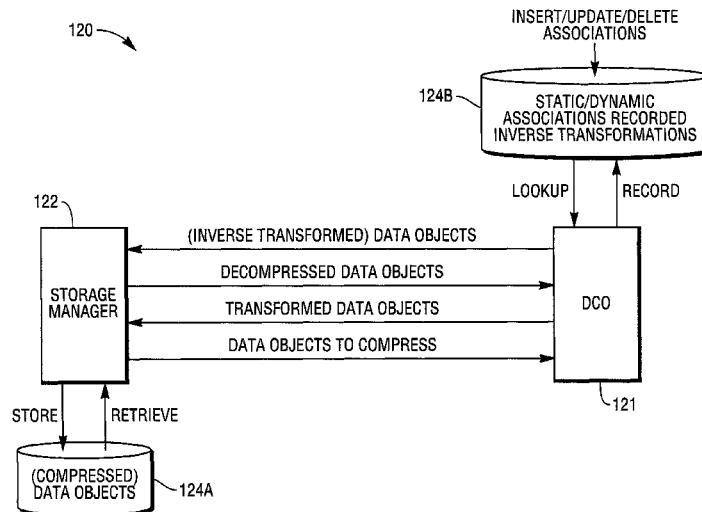 120
INSERT/UPDATE/DELETE
ASSOCIATIONS
124B
STATIC/DYNAMIC
ASSOCIATIONS RECORDED
INVERSE TRANSFORMATIONS
LOOKUP
RECORD
122
STORAGE
MANAGER
(INVERSE TRANSFORMED) DATA OBJECTS
DECOMPRESSED DATA OBJECTS
TRANSFORMED DATA OBJECTS
DATA OBJECTS TO COMPRESS
DCO
121
STORE
RETRIEVE
(COMPRESSED)
DATA OBJECTS
124A